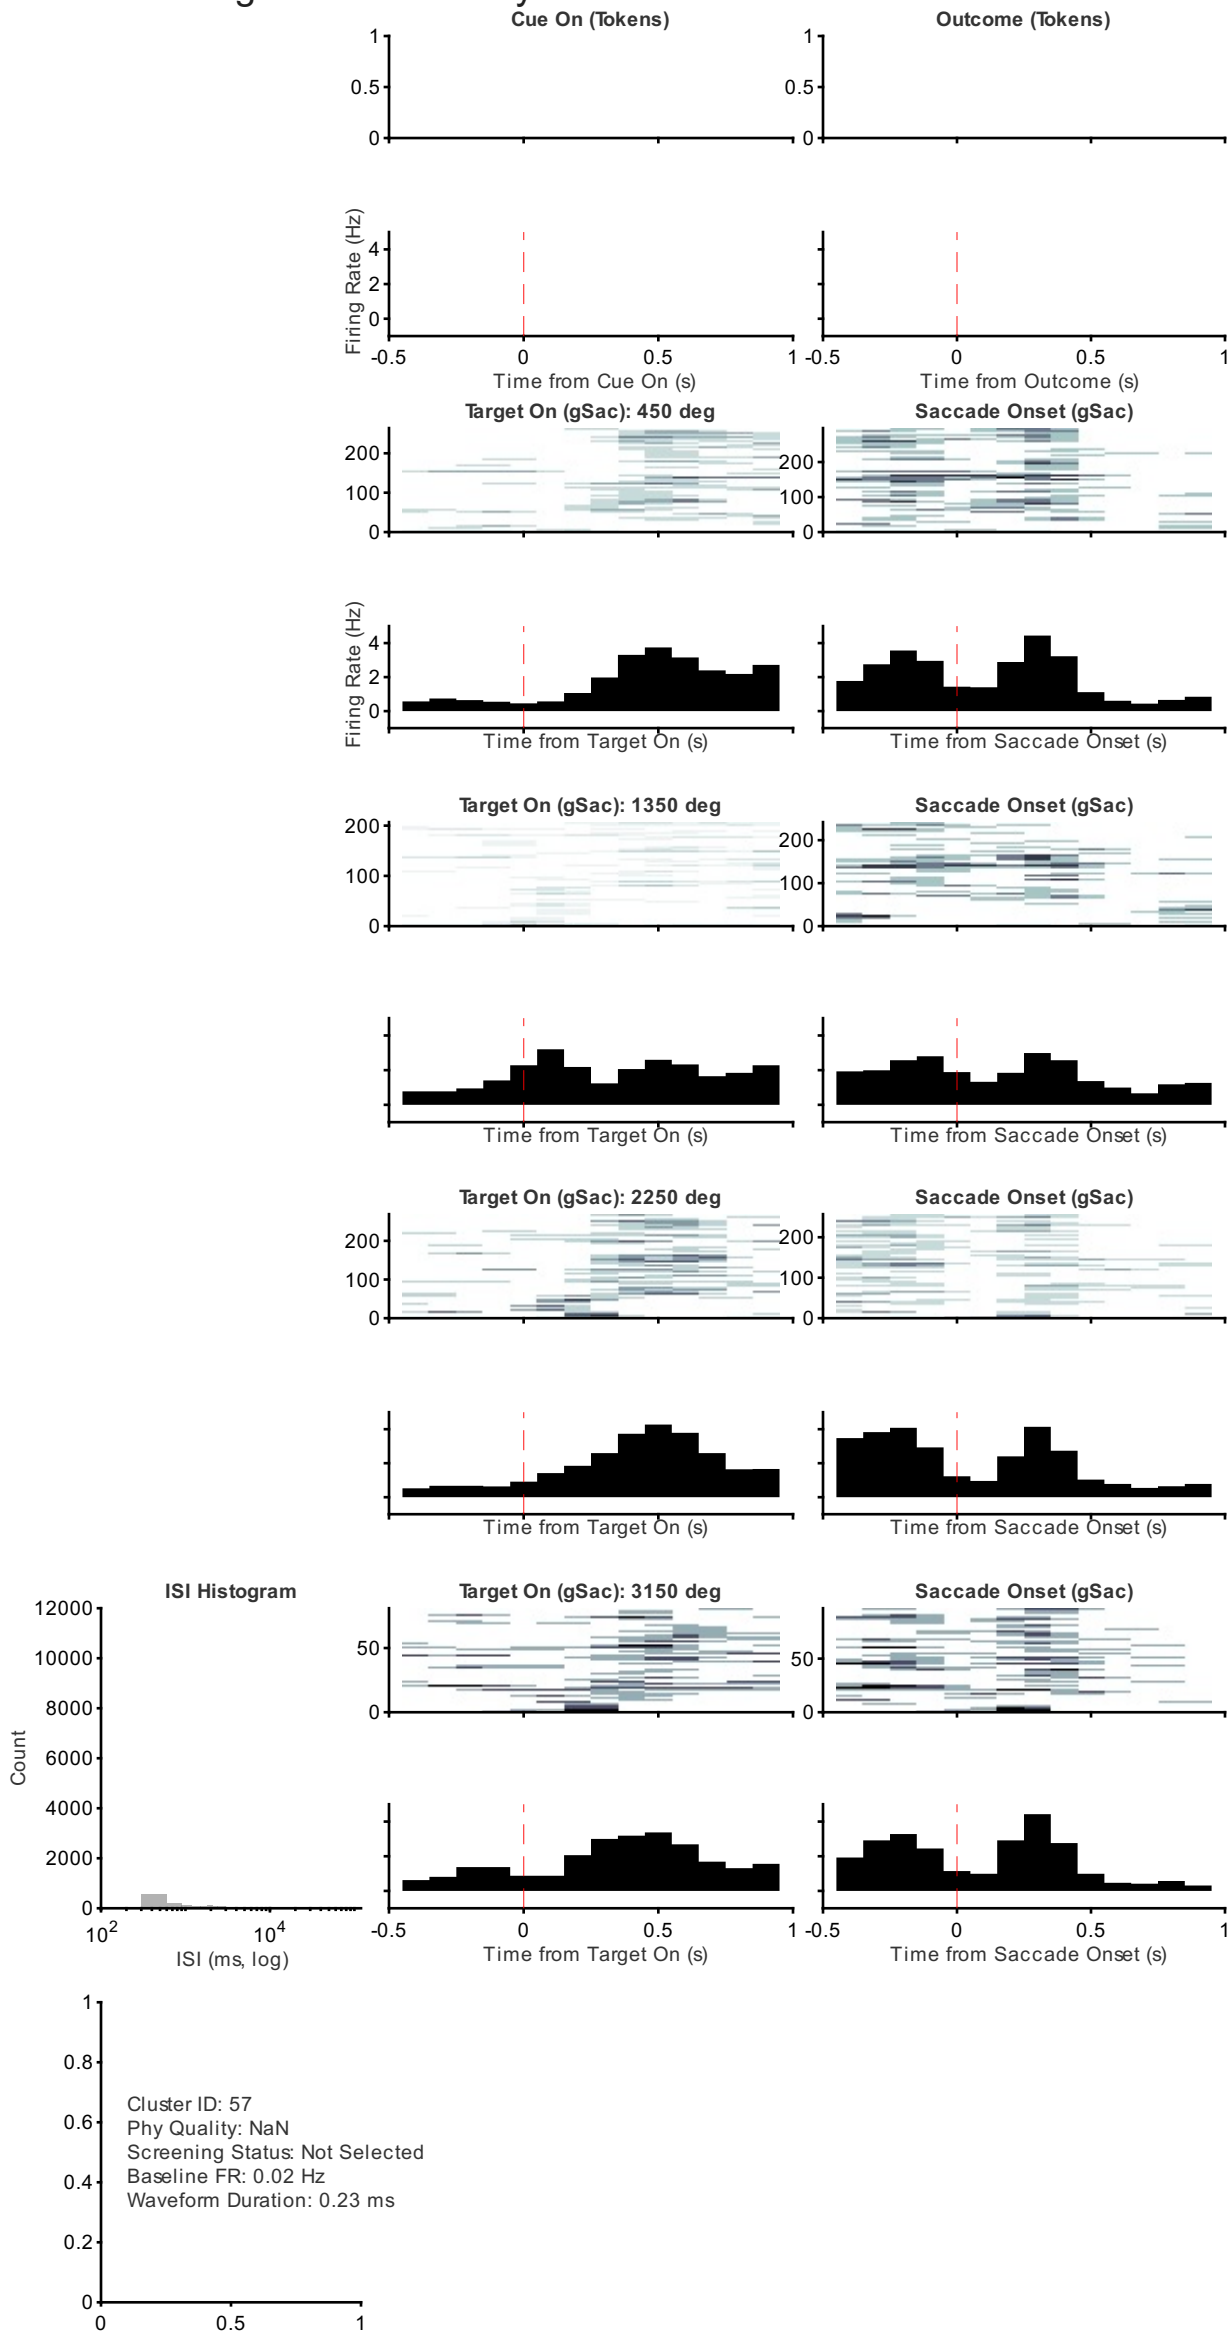 Cue On (Tokens)
Outcome (Tokens)
1
0.5
0
1
0.5
0
Firing Rate (Hz)
4
2
0
-0.5 0 0.5 1
Time from Cue On (s)
-0.5 0 0.5 1
Time from Outcome (s)
Target On (gSac): 450 deg
Saccade Onset (gSac)
200
100
0
200
100
0
Firing Rate (Hz)
4
2
0
Time from Target On (s)
Time from Saccade Onset (s)
Target On (gSac): 1350 deg
Saccade Onset (gSac)
200
100
0
200
100
0
Time from Target On (s)
Time from Saccade Onset (s)
Target On (gSac): 2250 deg
Saccade Onset (gSac)
200
100
0
200
100
0
Time from Target On (s)
Time from Saccade Onset (s)
ISI Histogram
Target On (gSac): 3150 deg
Saccade Onset (gSac)
12000
10000
8000
6000
4000
2000
0
Count
10^2 10^4
ISI (ms, log)
50
0
50
0
-0.5 0 0.5 1
Time from Target On (s)
-0.5 0 0.5 1
Time from Saccade Onset (s)
1
0.8
0.6
0.4
0.2
0
Cluster ID: 57
Phy Quality: NaN
Screening Status: Not Selected
Baseline FR: 0.02 Hz
Waveform Duration: 0.23 ms
0 0.5 1